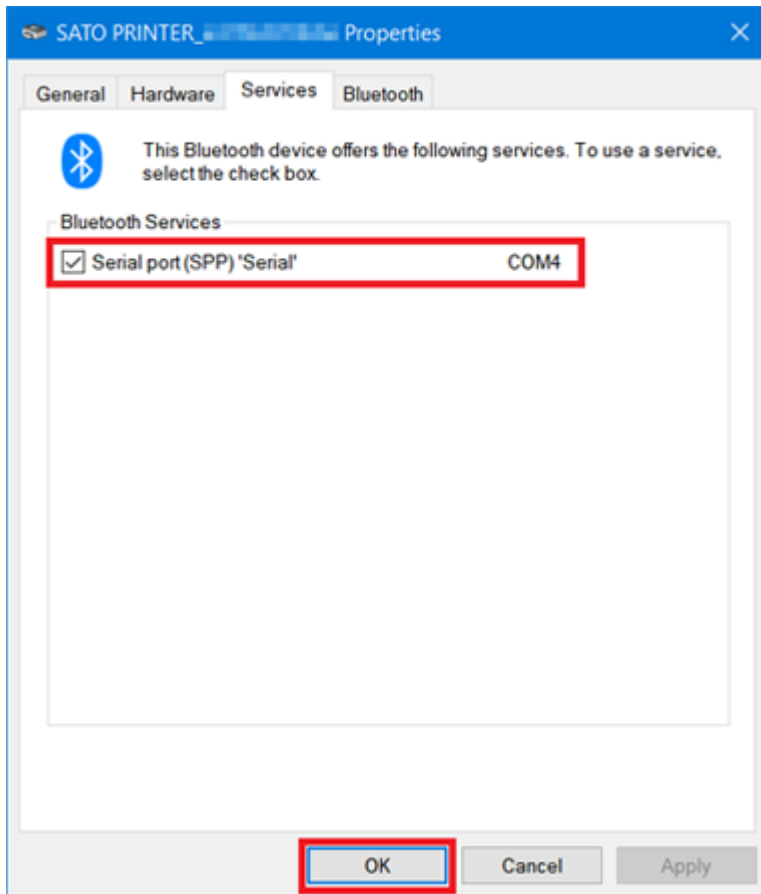 SATO PRINTER_ Properties
General Hardware Services Bluetooth
This Bluetooth device offers the following services. To use a service,
select the check box.
Bluetooth Services
Serial port (SPP) 'Serial' COM4
OK Cancel Apply